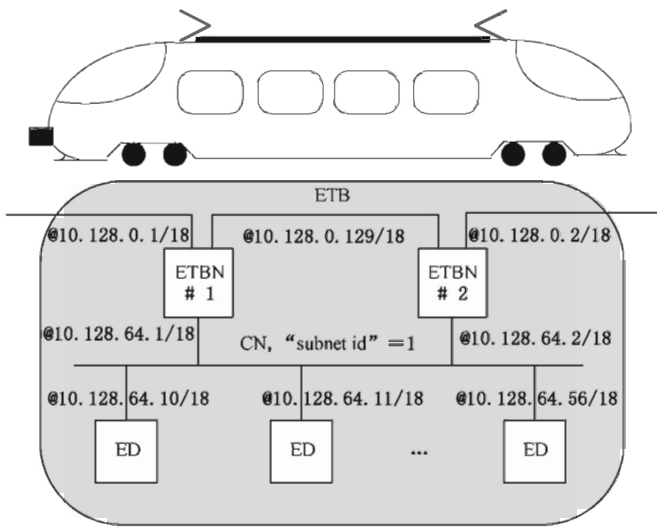 ETB
@10.128.0.1/18
@10.128.0.129/18
@10.128.0.2/18
ETBN
# 1
ETBN
# 2
@10.128.64.1/18
CN, “subnet id”=1
@10.128.64.2/18
@10.128.64.10/18
@10.128.64.11/18
@10.128.64.56/18
ED
ED
...
ED